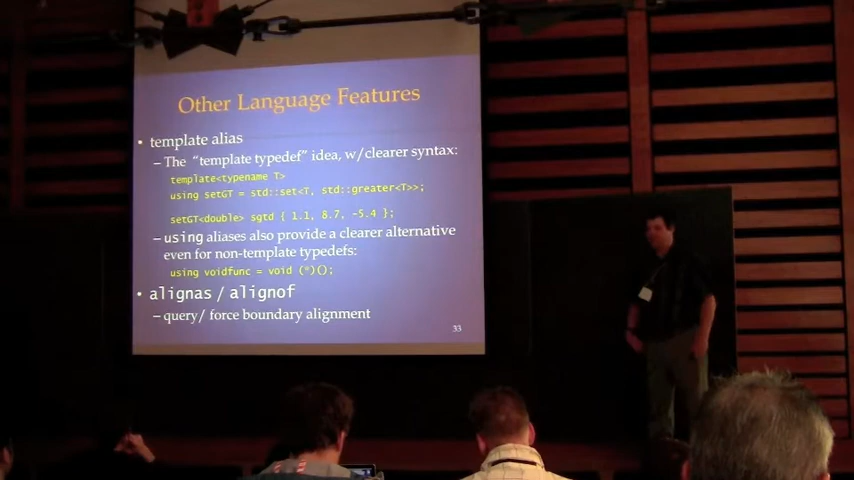 Other Language Features
• template alias
– The "template typedef" idea, w/clearer syntax:
template<typename T>
using setGT = std::set<T, std::greater<T>>;
setGT<double> sgtd { 1.1, 8.7, -5.4 };
– using aliases also provide a clearer alternative
even for non-template typedefs:
using voidfunc = void (*)();
• alignas / alignof
– query/ force boundary alignment
33